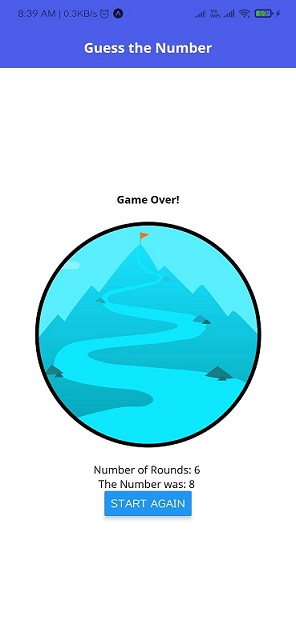 8:39 AM | 0.3KB/s
Guess the Number
Game Over!
Number of Rounds: 6
The Number was: 8
START AGAIN